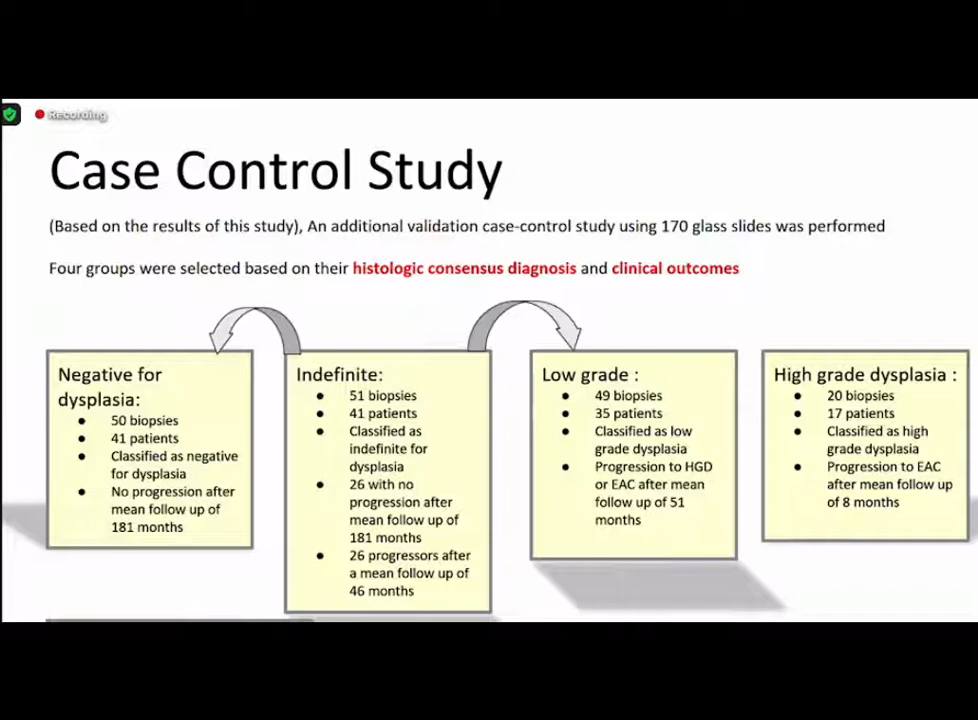 Recording
Case Control Study
(Based on the results of this study), An additional validation case-control study using 170 glass slides was performed
Four groups were selected based on their histologic consensus diagnosis and clinical outcomes
Negative for
dysplasia:
● 50 biopsies
● 41 patients
● Classified as negative
for dysplasia
● No progression after
mean follow up of
181 months
Indefinite:
● 51 biopsies
● 41 patients
● Classified as
indefinite for
dysplasia
● 26 with no
progression after
mean follow up of
181 months
● 26 progressors after
a mean follow up of
46 months
Low grade :
● 49 biopsies
● 35 patients
● Classified as low
grade dysplasia
● Progression to HGD
or EAC after mean
follow up of 51
months
High grade dysplasia :
● 20 biopsies
● 17 patients
● Classified as high
grade dysplasia
● Progression to EAC
after mean follow up
of 8 months